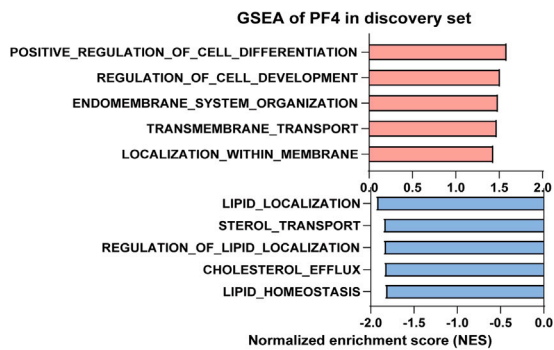 GSEA of PF4 in discovery set
POSITIVE_REGULATION_OF_CELL_DIFFERENTIATION
REGULATION_OF_CELL_DEVELOPMENT
ENDOMEMBRANE_SYSTEM_ORGANIZATION
TRANSMEMBRANE_TRANSPORT
LOCALIZATION_WITHIN_MEMBRANE
0.0 0.5 1.0 1.5 2.0
LIPID_LOCALIZATION
STEROL_TRANSPORT
REGULATION_OF_LIPID_LOCALIZATION
CHOLESTEROL_EFFLUX
LIPID_HOMEOSTASIS
-2.0 -1.5 -1.0 -0.5 0.0
Normalized enrichment score (NES)